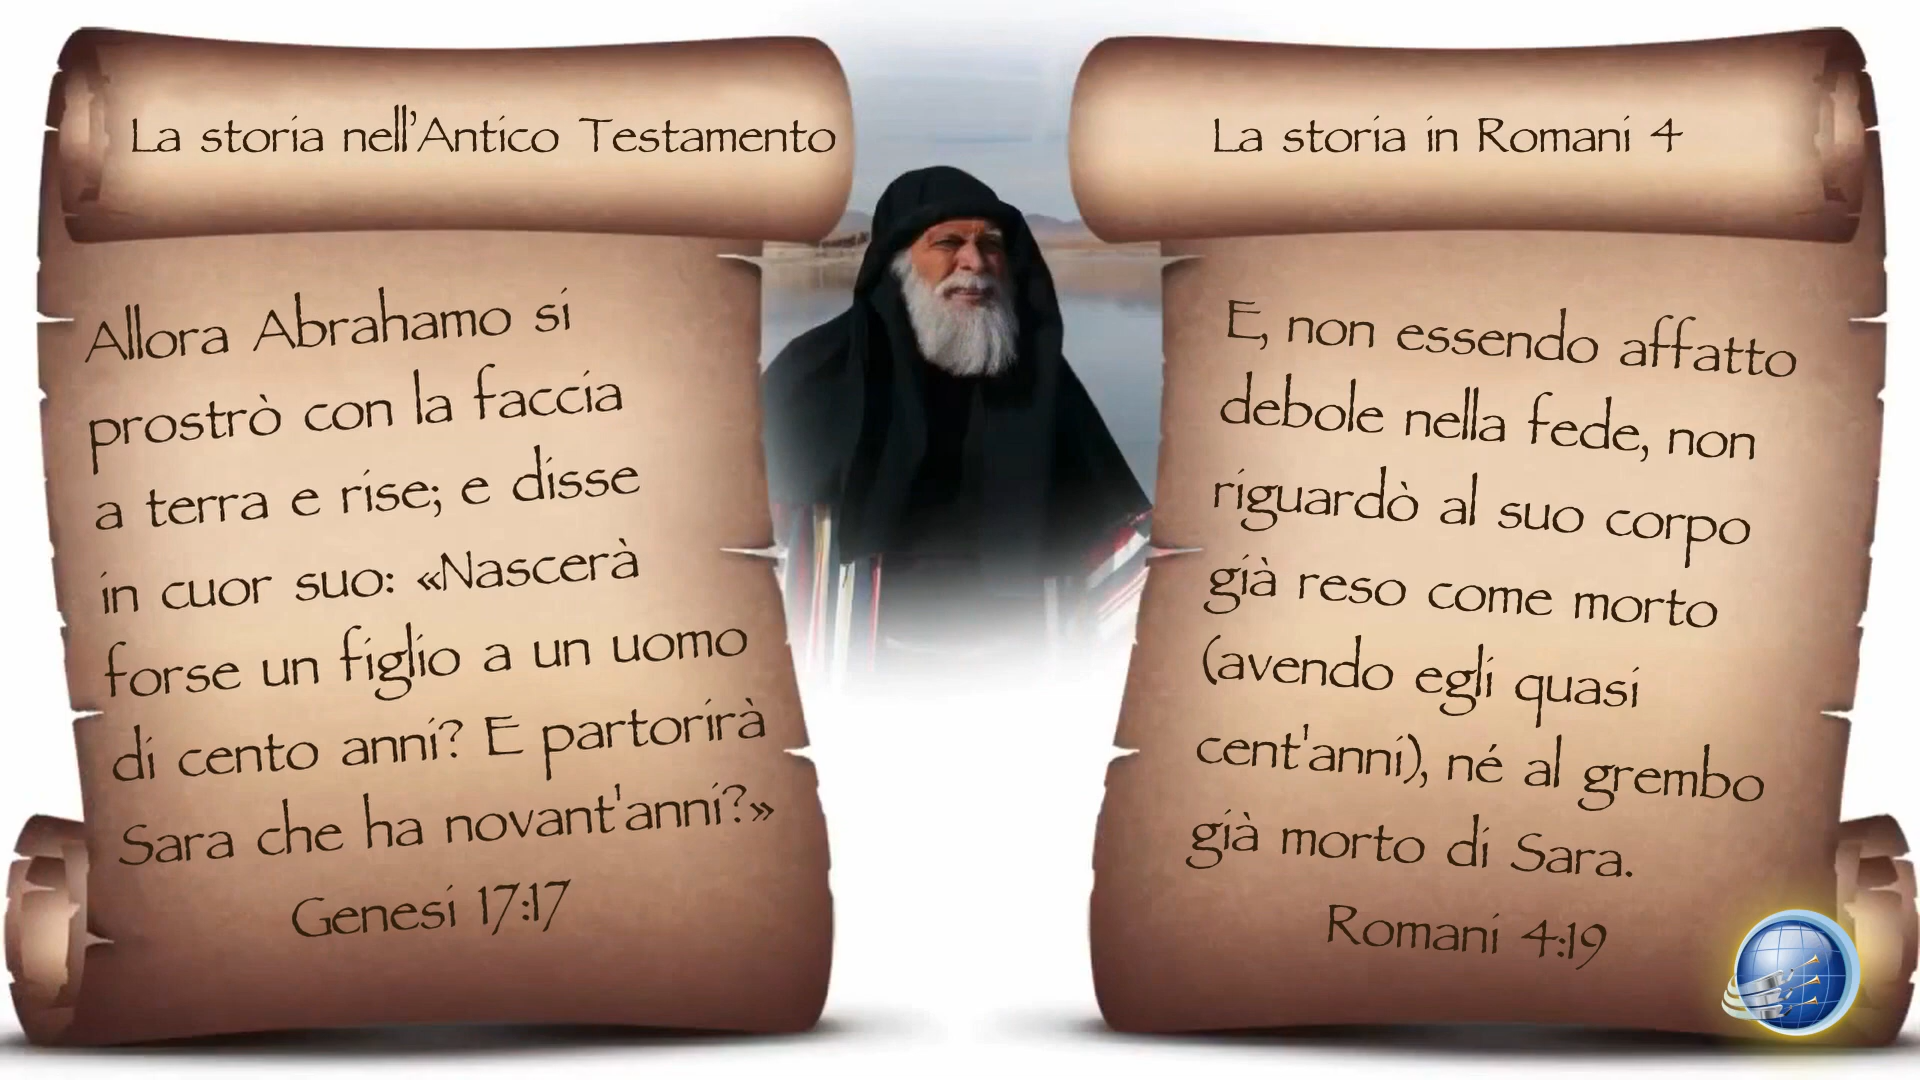 La storia nell'Antico Testamento
Allora Abrahamo si
prostrò con la faccia
a terra e rise; e disse
in cuor suo: «Nascerà
forse un figlio a un uomo
di cento anni? E partorirà
Sara che ha novant'anni?»
Genesi 17:17
La storia in Romani 4
E, non essendo affatto
debole nella fede, non
riguardò al suo corpo
già reso come morto
(avendo egli quasi
cent'anni), né al grembo
già morto di Sara.
Romani 4:19